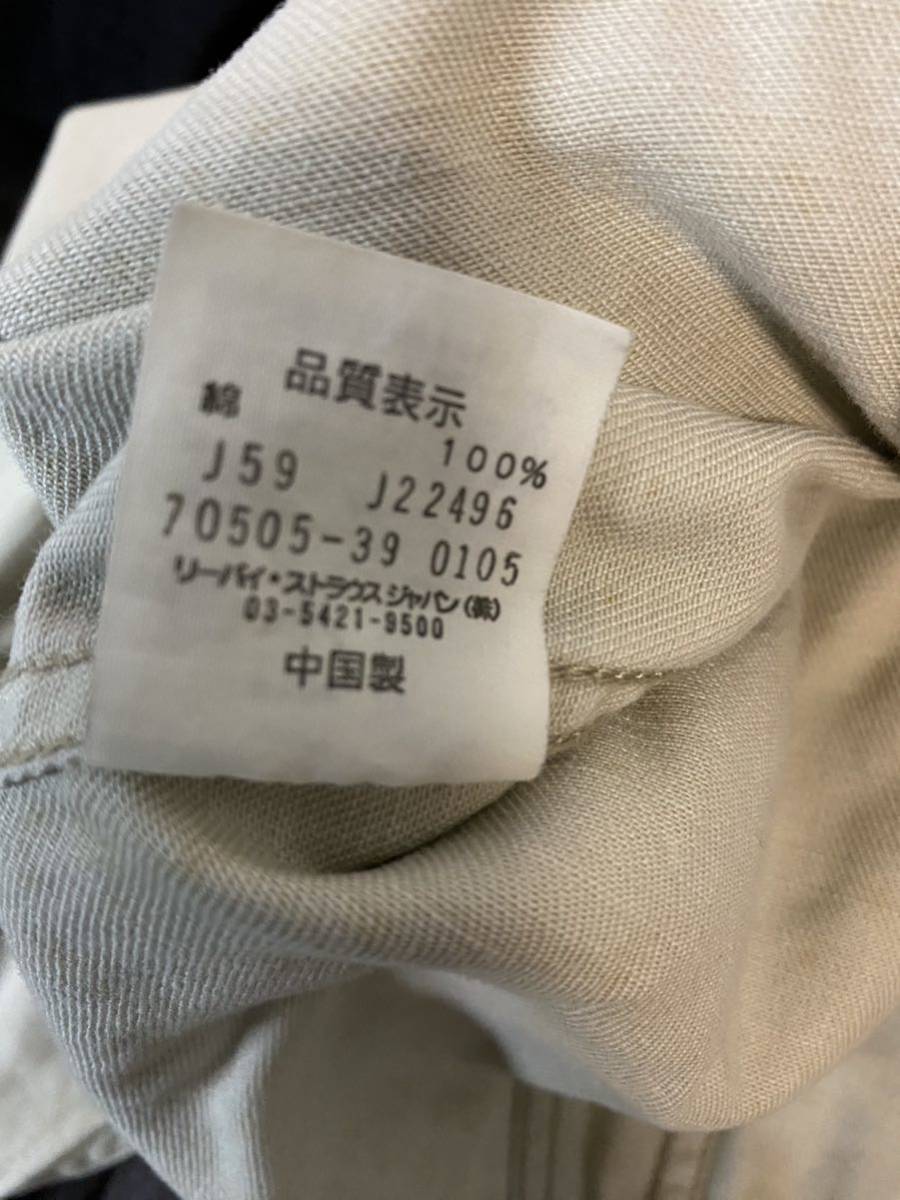 品質表示
綿 100%
J59 J22496
70505-39 0105
リーバイ・ストラウスジャパン(株)
03-5421-9500
中国製